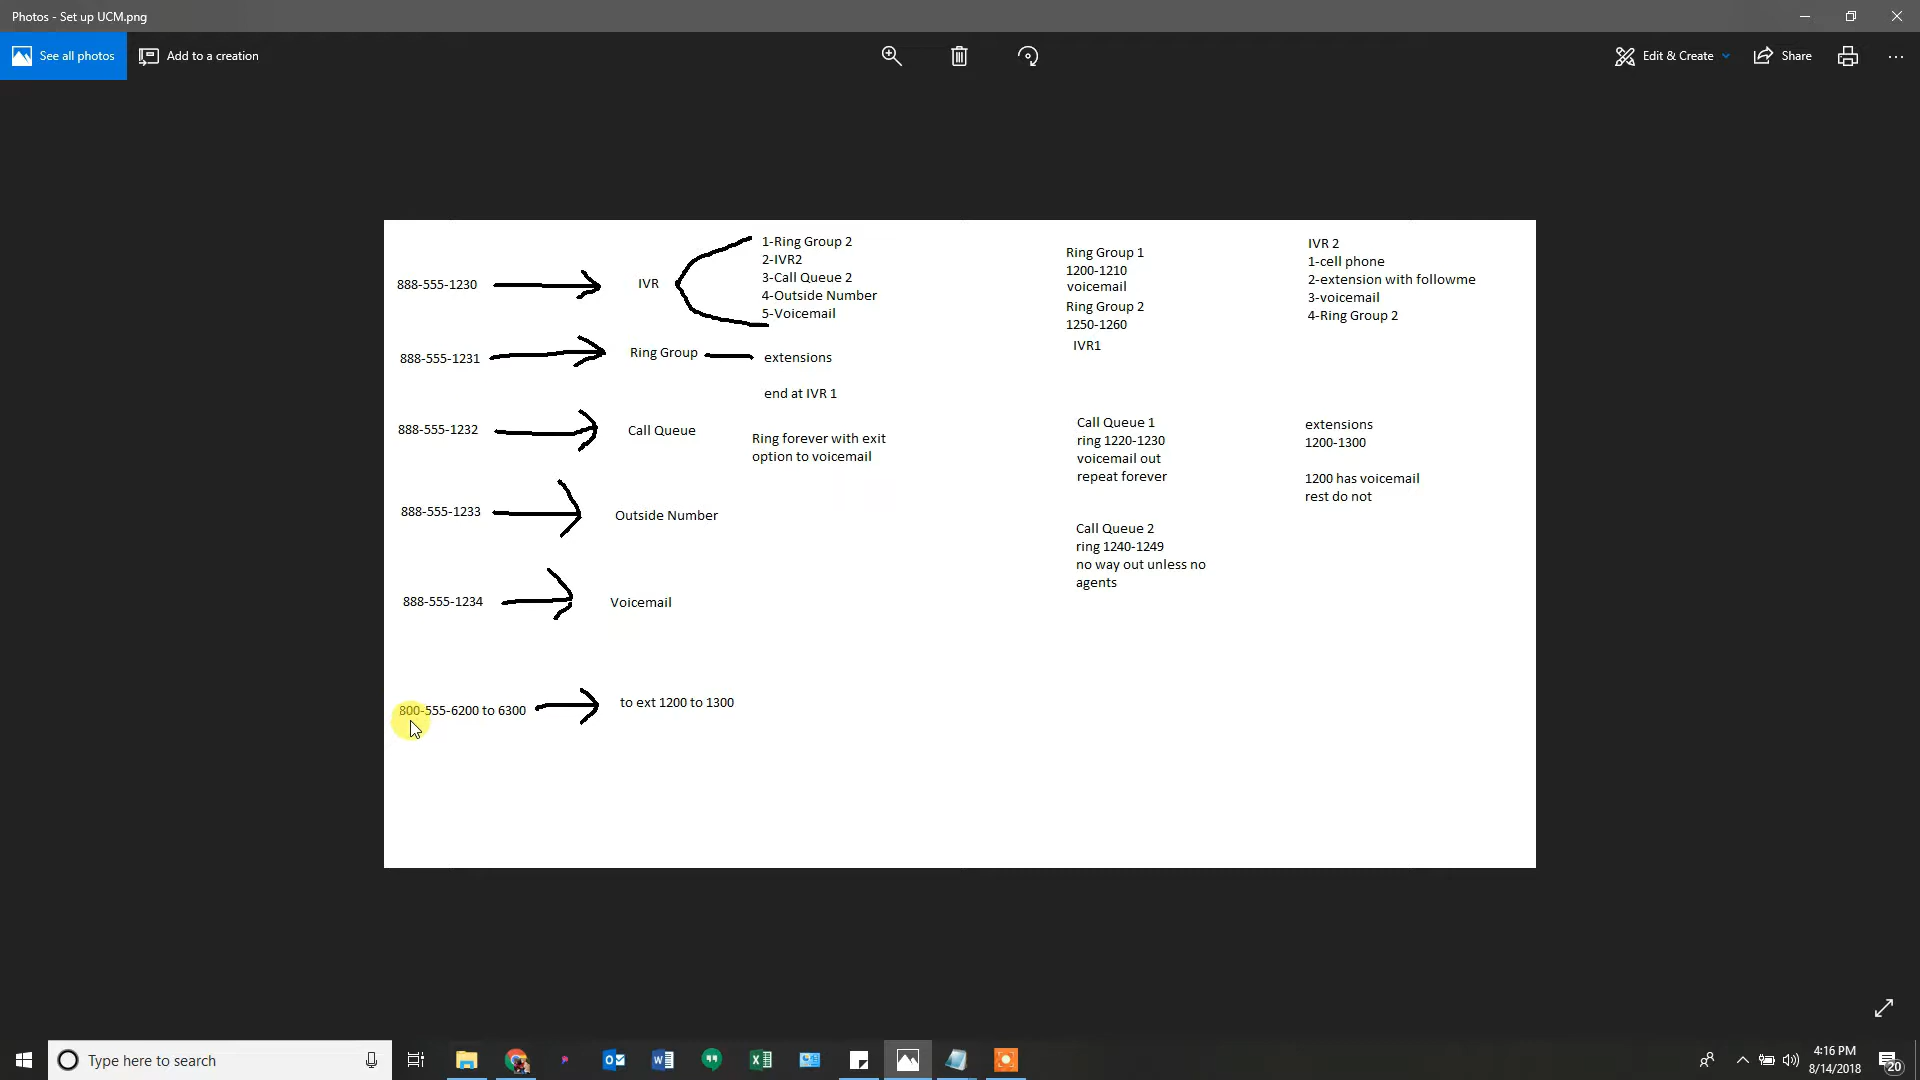 Photos - Set up UCM.png
See all photos
Add to a creation
Edit & Create
Share
888-555-1230
IVR
1-Ring Group 2
2-IVR2
3-Call Queue 2
4-Outside Number
5-Voicemail
888-555-1231
Ring Group
extensions
end at IVR 1
888-555-1232
Call Queue
Ring forever with exit
option to voicemail
888-555-1233
Outside Number
888-555-1234
Voicemail
800-555-6200 to 6300
to ext 1200 to 1300
Ring Group 1
1200-1210
voicemail
Ring Group 2
1250-1260
IVR1
Call Queue 1
ring 1220-1230
voicemail out
repeat forever
Call Queue 2
ring 1240-1249
no way out unless no
agents
IVR 2
1-cell phone
2-extension with followme
3-voicemail
4-Ring Group 2
extensions
1200-1300
1200 has voicemail
rest do not
Type here to search
4:16 PM
8/14/2018
20